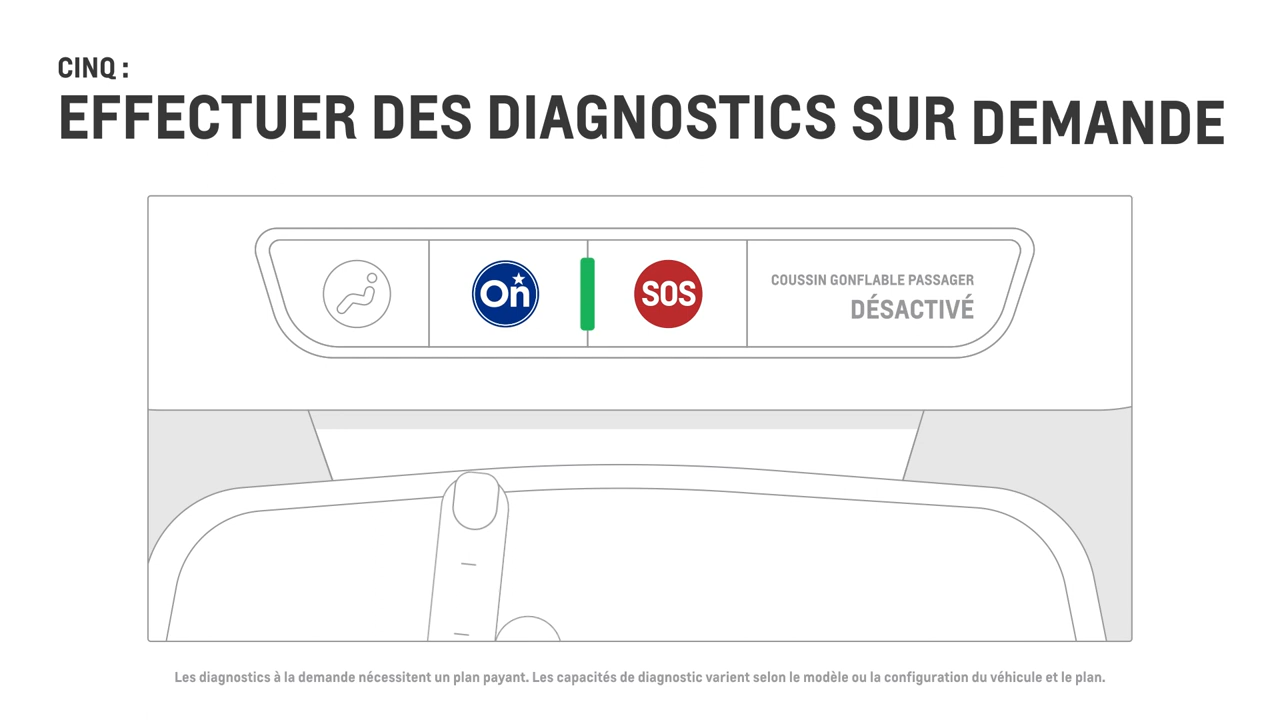 CINQ :
EFFECTUER DES DIAGNOSTICS SUR DEMANDE
On
SOS
COUSSIN GONFLABLE PASSAGER
DÉSACTIVÉ
Les diagnostics à la demande nécessitent un plan payant. Les capacités de diagnostic varient selon le modèle ou la configuration du véhicule et le plan.